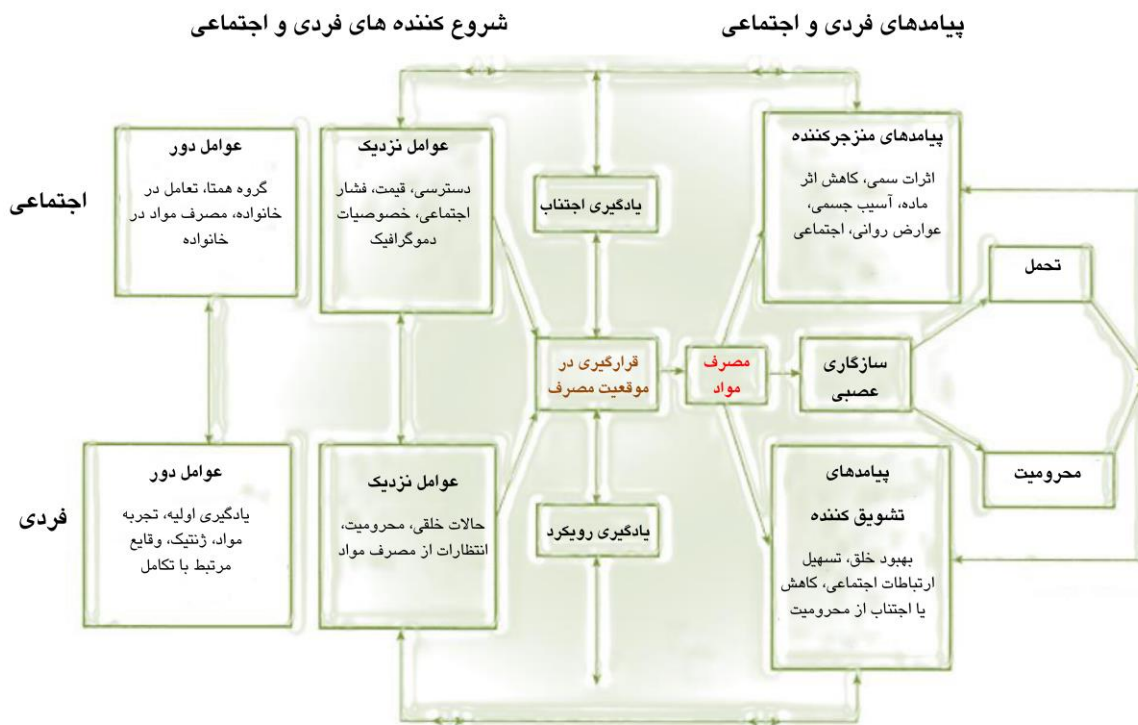 پیامدهای فردی و اجتماعی
شروع کننده های فردی و اجتماعی
اجتماعی
عوامل دور
گروه همتا، تعامل در
خانواده، مصرف مواد در
خانواده
عوامل نزدیک
دسترسی، قیمت، فشار
اجتماعی، خصوصیات
دموگرافیک
یادگیری اجتناب
پیامدهای منزجرکننده
اثرات سمی، کاهش اثر
ماده، آسیب جسمی،
عوارض روانی، اجتماعی
تحمل
قرارگیری در
موقعیت مصرف
مصرف
مواد
سازگاری
عصبی
محرومیت
فردی
عوامل دور
یادگیری اولیه، تجربه
مواد، ژنتیک، وقایع
مرتبط با تکامل
عوامل نزدیک
حالات خلقی، محرومیت،
انتظارات از مصرف مواد
یادگیری رویکرد
پیامدهای
تشویق کننده
بهبود خلق، تسهیل
ارتباطات اجتماعی، کاهش
یا اجتناب از محرومیت